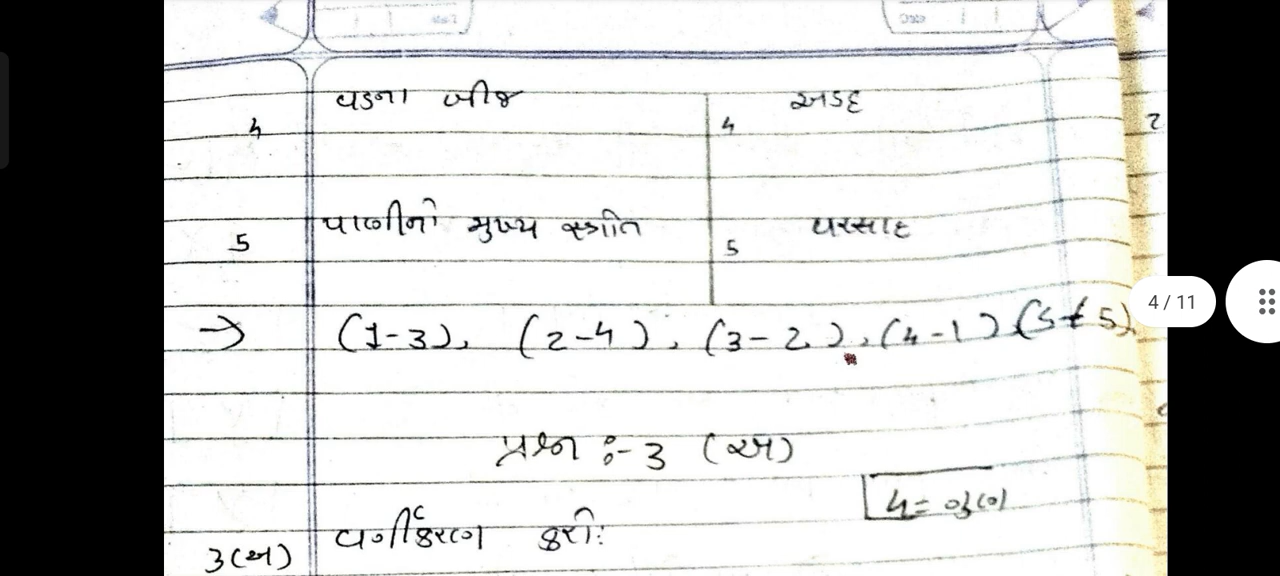 વડના બીજ અડદ
4 4
પાણીનો મુખ્ય સ્ત્રોત વરસાદ
5 5
→ (1-3), (2-4), (3-2), (4-1) (5-5),
4 / 11
પ્રશ્ન :- 3 (અ)
4= ગુણ
3(અ) વર્ગીકરણ કરો: